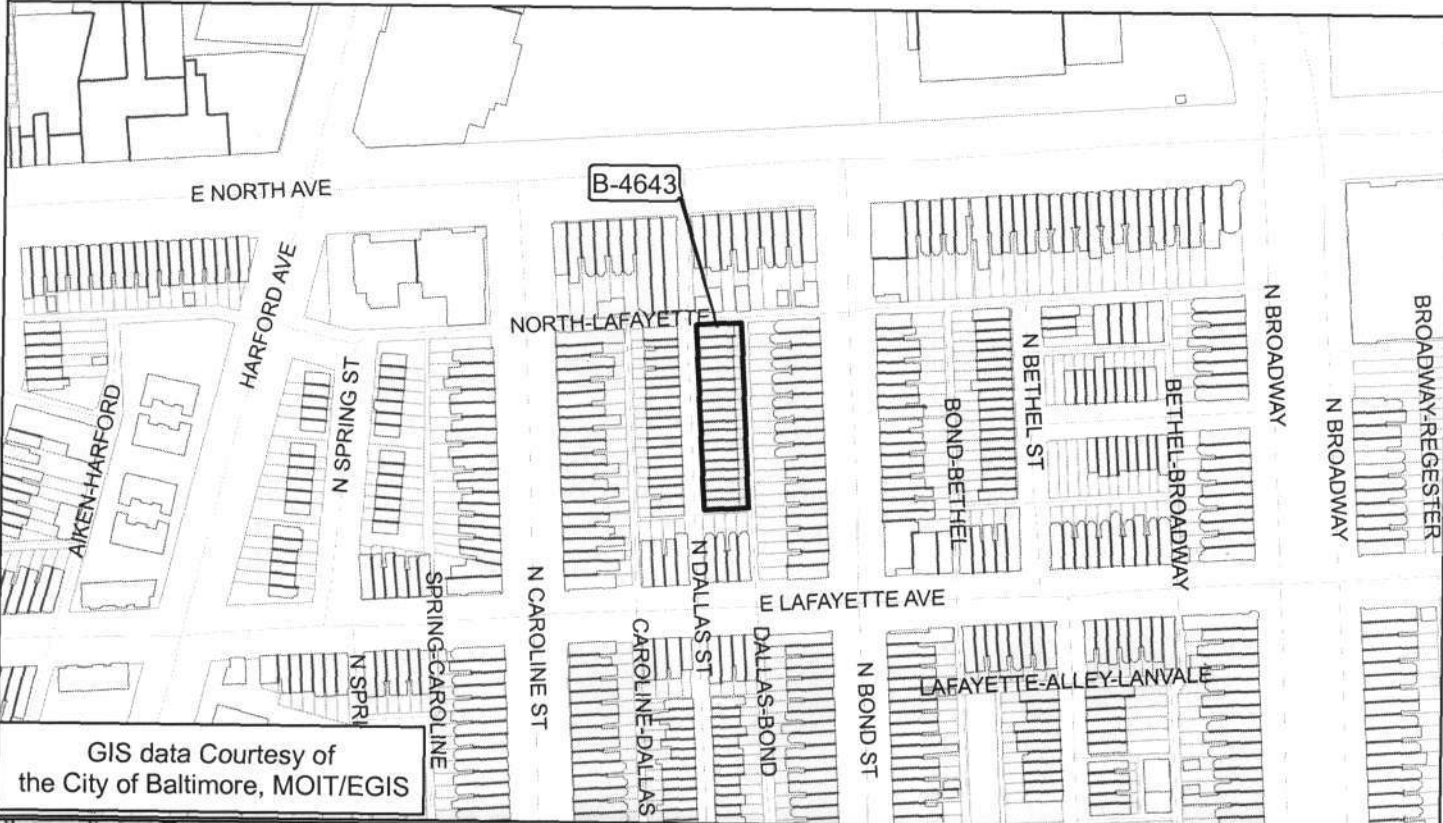 E NORTH AVE
B-4643
HARFORD AVE
NORTH-LAFAYETTE
N BROADWAY
BROADWAY-REGESTER
N SPRING ST
N BETHEL ST
AIKEN-HARFORD
BOND-BETHEL
BETHEL-BROADWAY
N BROADWAY
SPRING-CAROLINE
N CAROLINE ST
N DALLAS ST
E LAFAYETTE AVE
CAROLINE-DALLAS
DALLAS-BOND
N BOND ST
LAFAYETTE-ALLEY-LANVALE
N SPRI
GIS data Courtesy of
the City of Baltimore, MOIT/EGIS